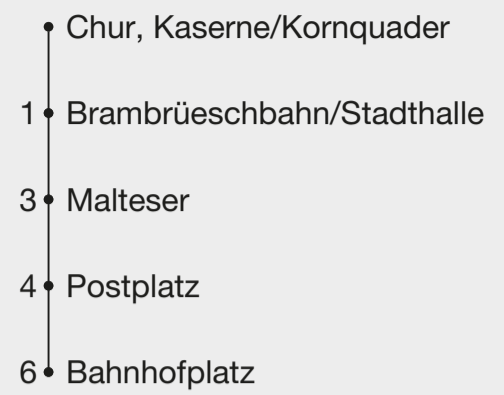 Chur, Kaserne/Kornquader
1 Brambrüeschbahn/Stadthalle
3 Malteser
4 Postplatz
6 Bahnhofplatz